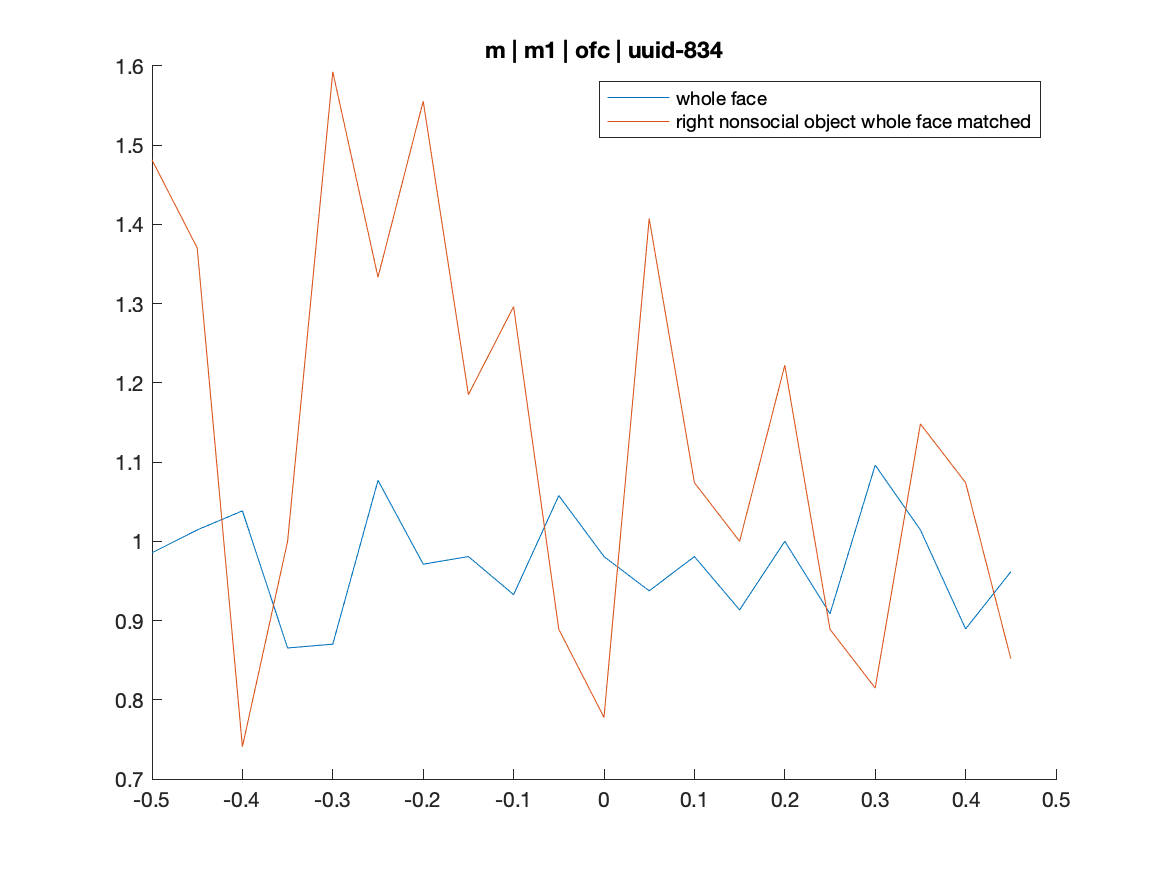 m | m1 | ofc | uuid-834
whole face
right nonsocial object whole face matched
1.6
1.5
1.4
1.3
1.2
1.1
1
0.9
0.8
0.7
-0.5 -0.4 -0.3 -0.2 -0.1 0 0.1 0.2 0.3 0.4 0.5